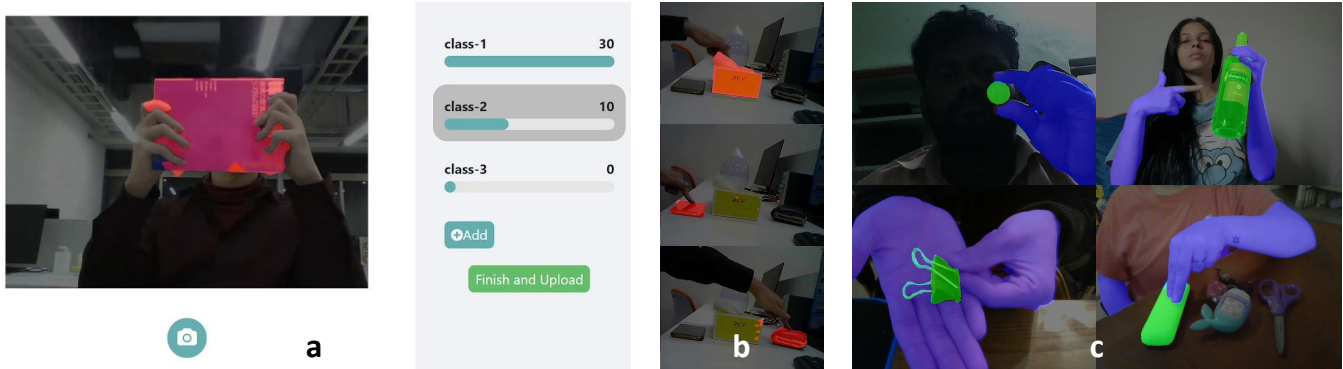 class-1 30
class-2 10
class-3 0
Add
Finish and Upload
a
b
c